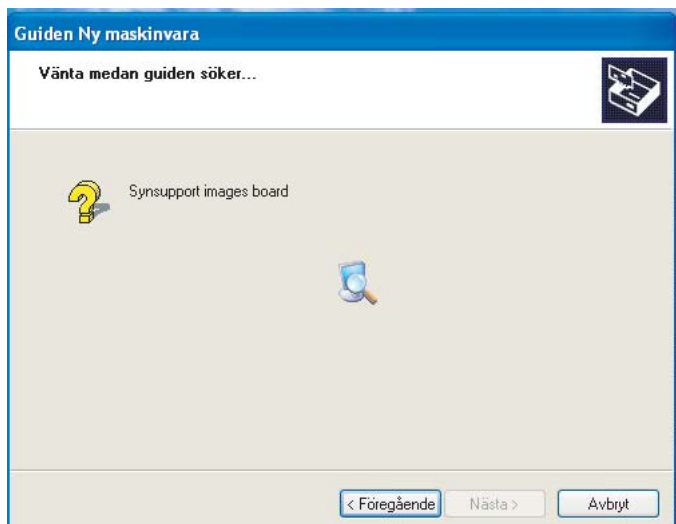 Guiden Ny maskinvara
Vänta medan guiden söker...
Synsupport images board
< Föregående
Nästa >
Avbryt